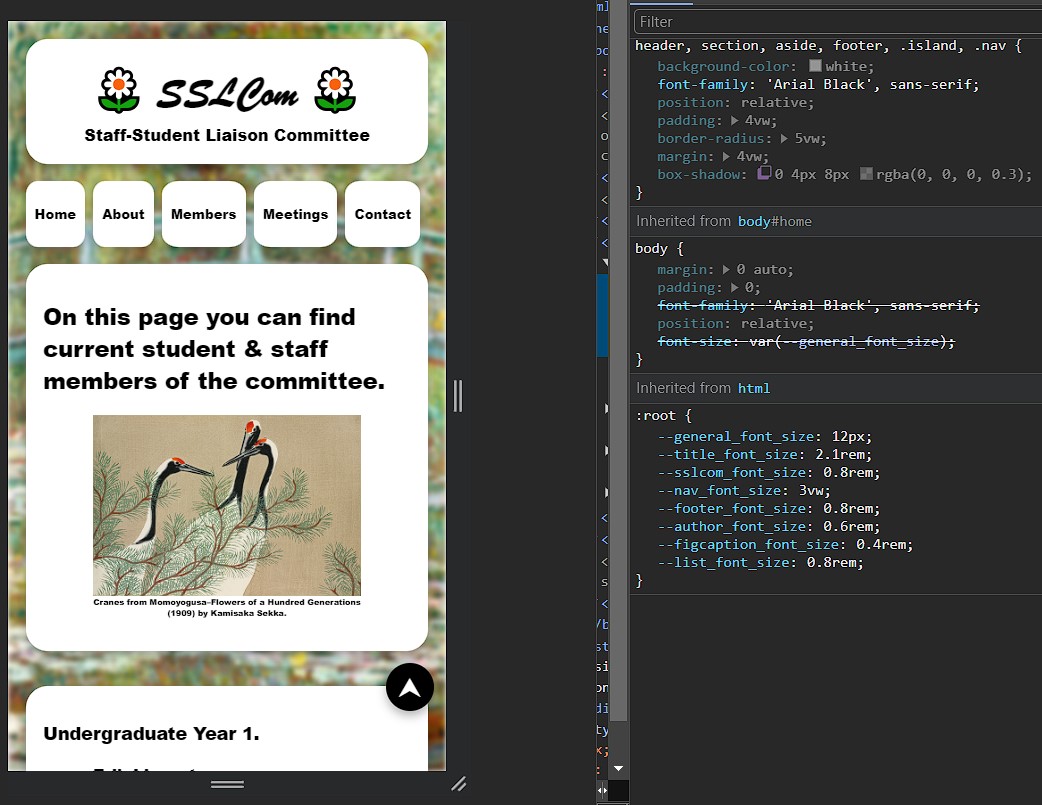 SSLCom
Staff-Student Liaison Committee
Home
About
Members
Meetings
Contact
On this page you can find
current student & staff
members of the committee.
Cranes from Momoyogusa–Flowers of a Hundred Generations
(1909) by Kamisaka Sekka.
Undergraduate Year 1.
Filter
header, section, aside, footer, .island, .nav {
background-color: white;
font-family: 'Arial Black', sans-serif;
position: relative;
padding: 4vw;
border-radius: 5vw;
margin: 4vw;
box-shadow: 0 4px 8px rgba(0, 0, 0, 0.3);
}
Inherited from body#home
body {
margin: 0 auto;
padding: 0;
font-family: 'Arial Black', sans-serif;
position: relative;
font-size: var(--general_font_size);
}
Inherited from html
:root {
--general_font_size: 12px;
--title_font_size: 2.1rem;
--sslcom_font_size: 0.8rem;
--nav_font_size: 3vw;
--footer_font_size: 0.8rem;
--author_font_size: 0.6rem;
--figcaption_font_size: 0.4rem;
--list_font_size: 0.8rem;
}